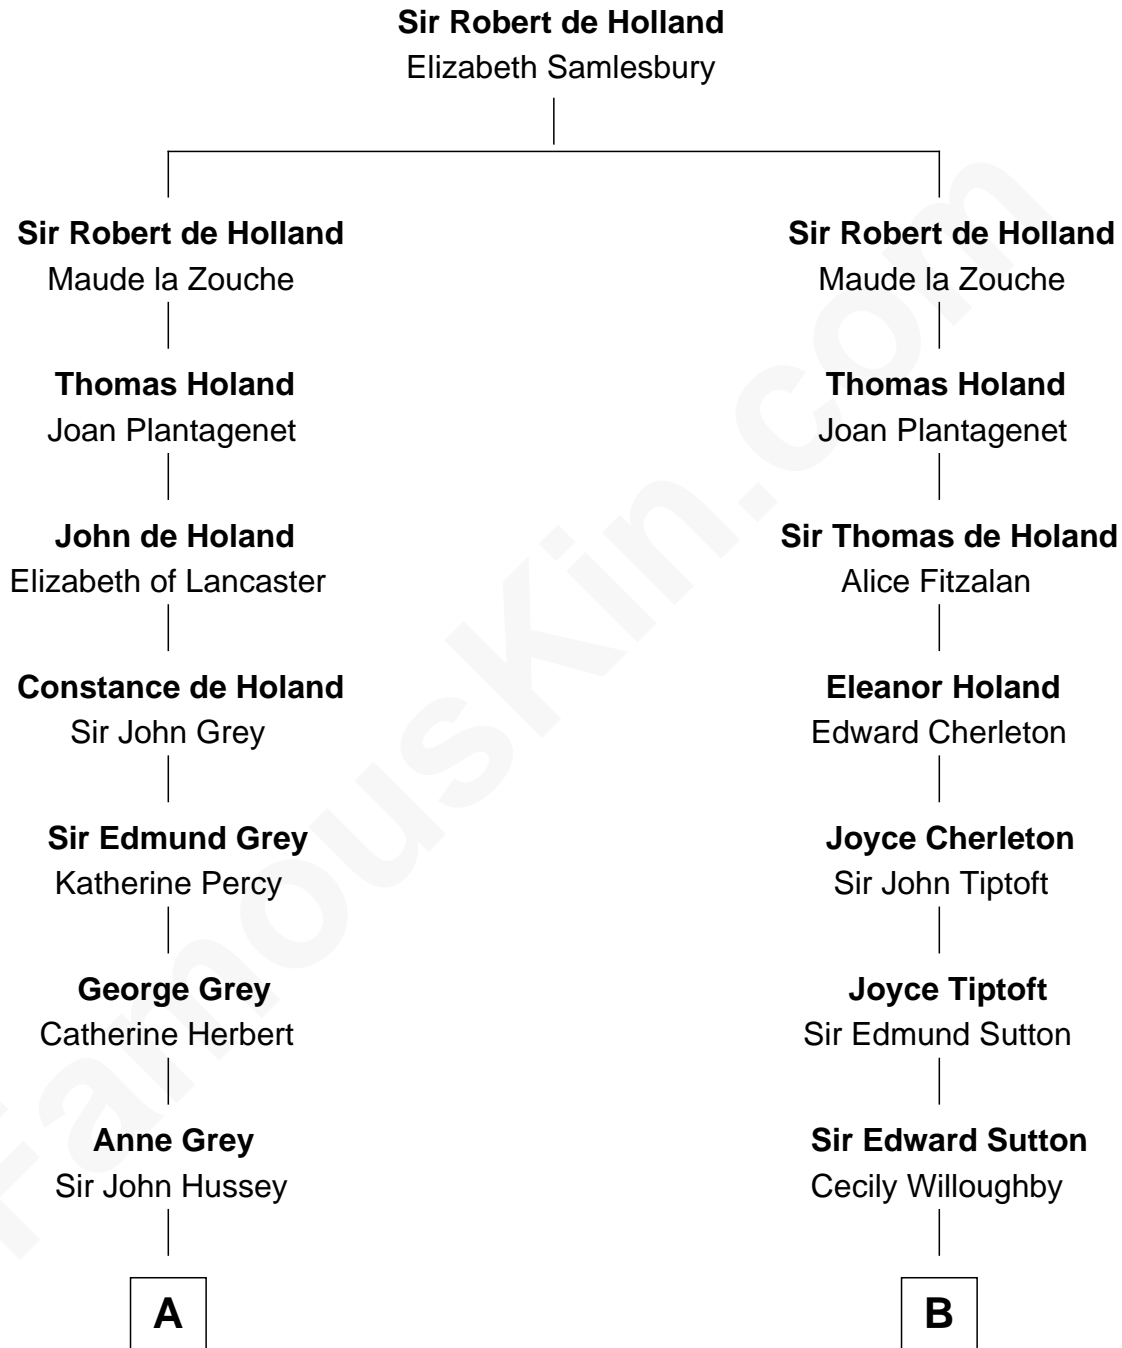 Sir Robert de Holland
Elizabeth Samlesbury
Sir Robert de Holland
Maude la Zouche
Thomas Holand
Joan Plantagenet
John de Holand
Elizabeth of Lancaster
Constance de Holand
Sir John Grey
Sir Edmund Grey
Katherine Percy
George Grey
Catherine Herbert
Anne Grey
Sir John Hussey
A
Sir Robert de Holland
Maude la Zouche
Thomas Holand
Joan Plantagenet
Sir Thomas de Holand
Alice Fitzalan
Eleanor Holand
Edward Cherleton
Joyce Cherleton
Sir John Tiptoft
Joyce Tiptoft
Sir Edmund Sutton
Sir Edward Sutton
Cecily Willoughby
B
FamousKin.com